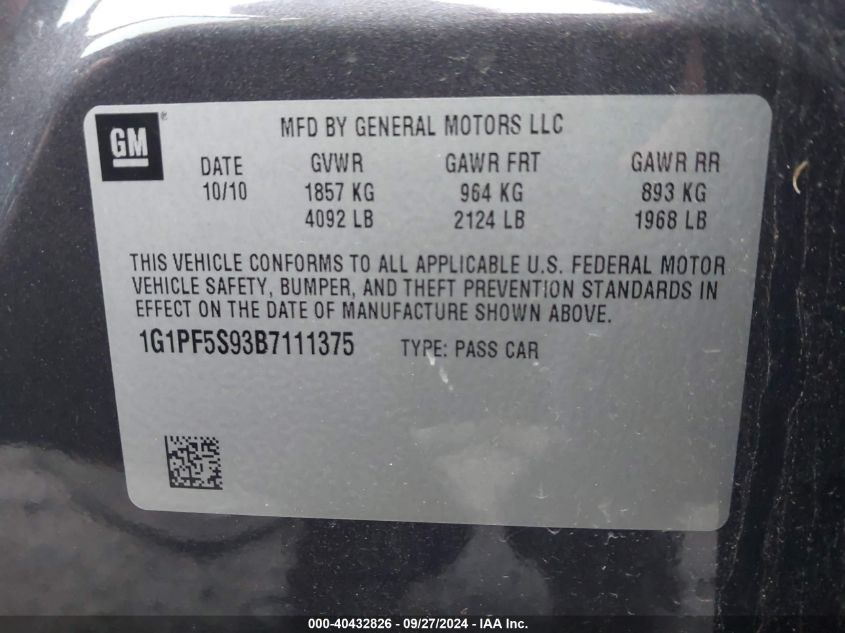 GM ®
MFD BY GENERAL MOTORS LLC
DATE GVWR GAWR FRT GAWR RR
10/10 1857 KG 964 KG 893 KG
4092 LB 2124 LB 1968 LB
THIS VEHICLE CONFORMS TO ALL APPLICABLE U.S. FEDERAL MOTOR
VEHICLE SAFETY, BUMPER, AND THEFT PREVENTION STANDARDS IN
EFFECT ON THE DATE OF MANUFACTURE SHOWN ABOVE.
1G1PF5S93B7111375 TYPE: PASS CAR
000-40432826 - 09/27/2024 - IAA Inc.